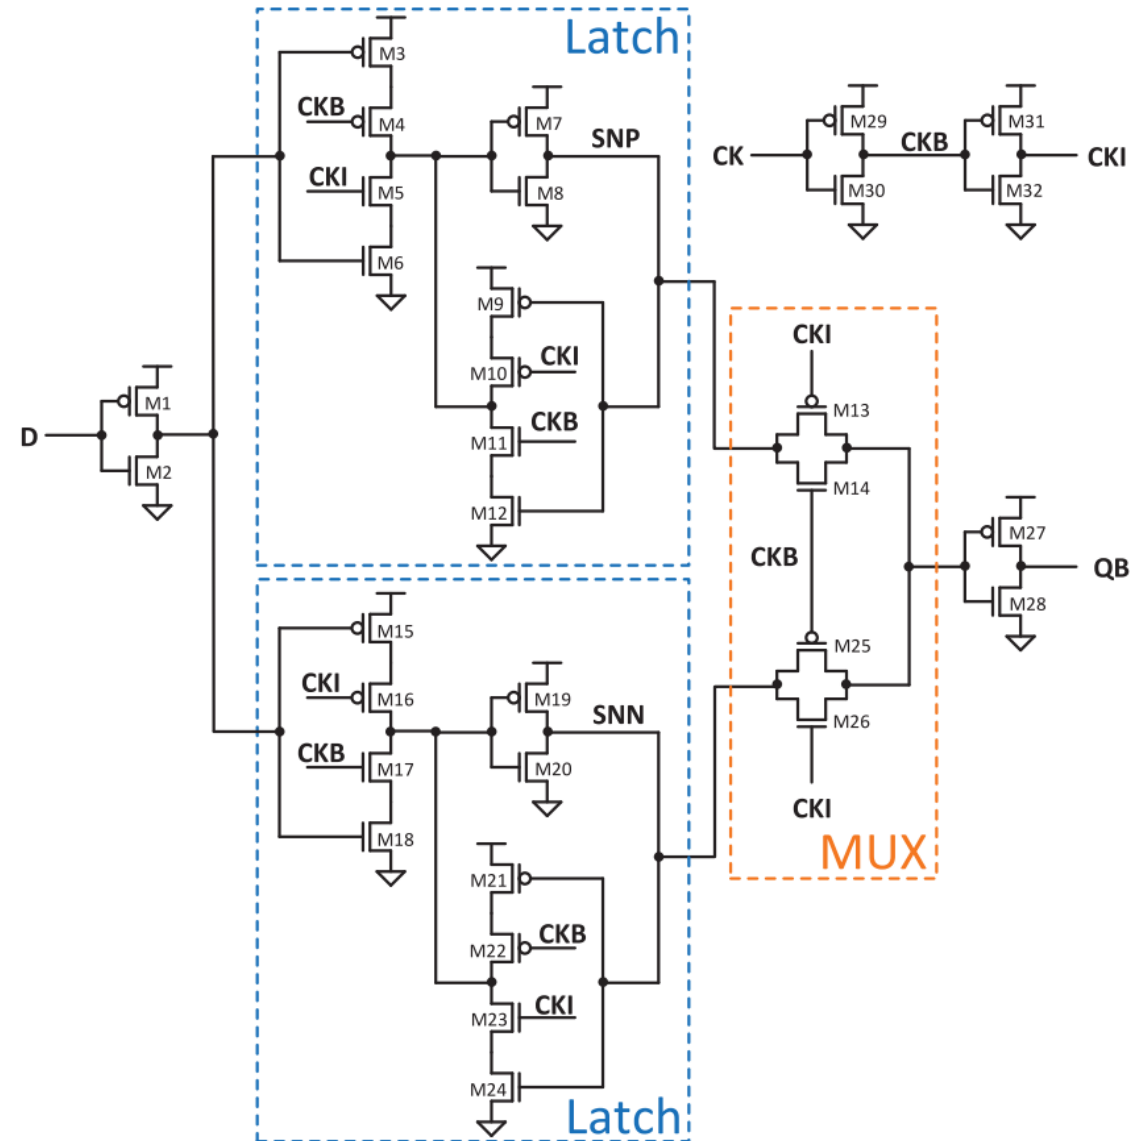 Latch
M3
CKB
M4
CKI
M5
M6
M7
SNP
M8
M9
M10
CKI
CKB
M11
M12
CK
M29
M30
CKB
M31
M32
CKI
D
M1
M2
CKI
M13
M14
CKB
M25
M26
CKI
MUX
M27
M28
QB
M15
CKI
M16
CKB
M17
M18
M19
SNN
M20
M21
CKB
M22
CKI
M23
M24
Latch